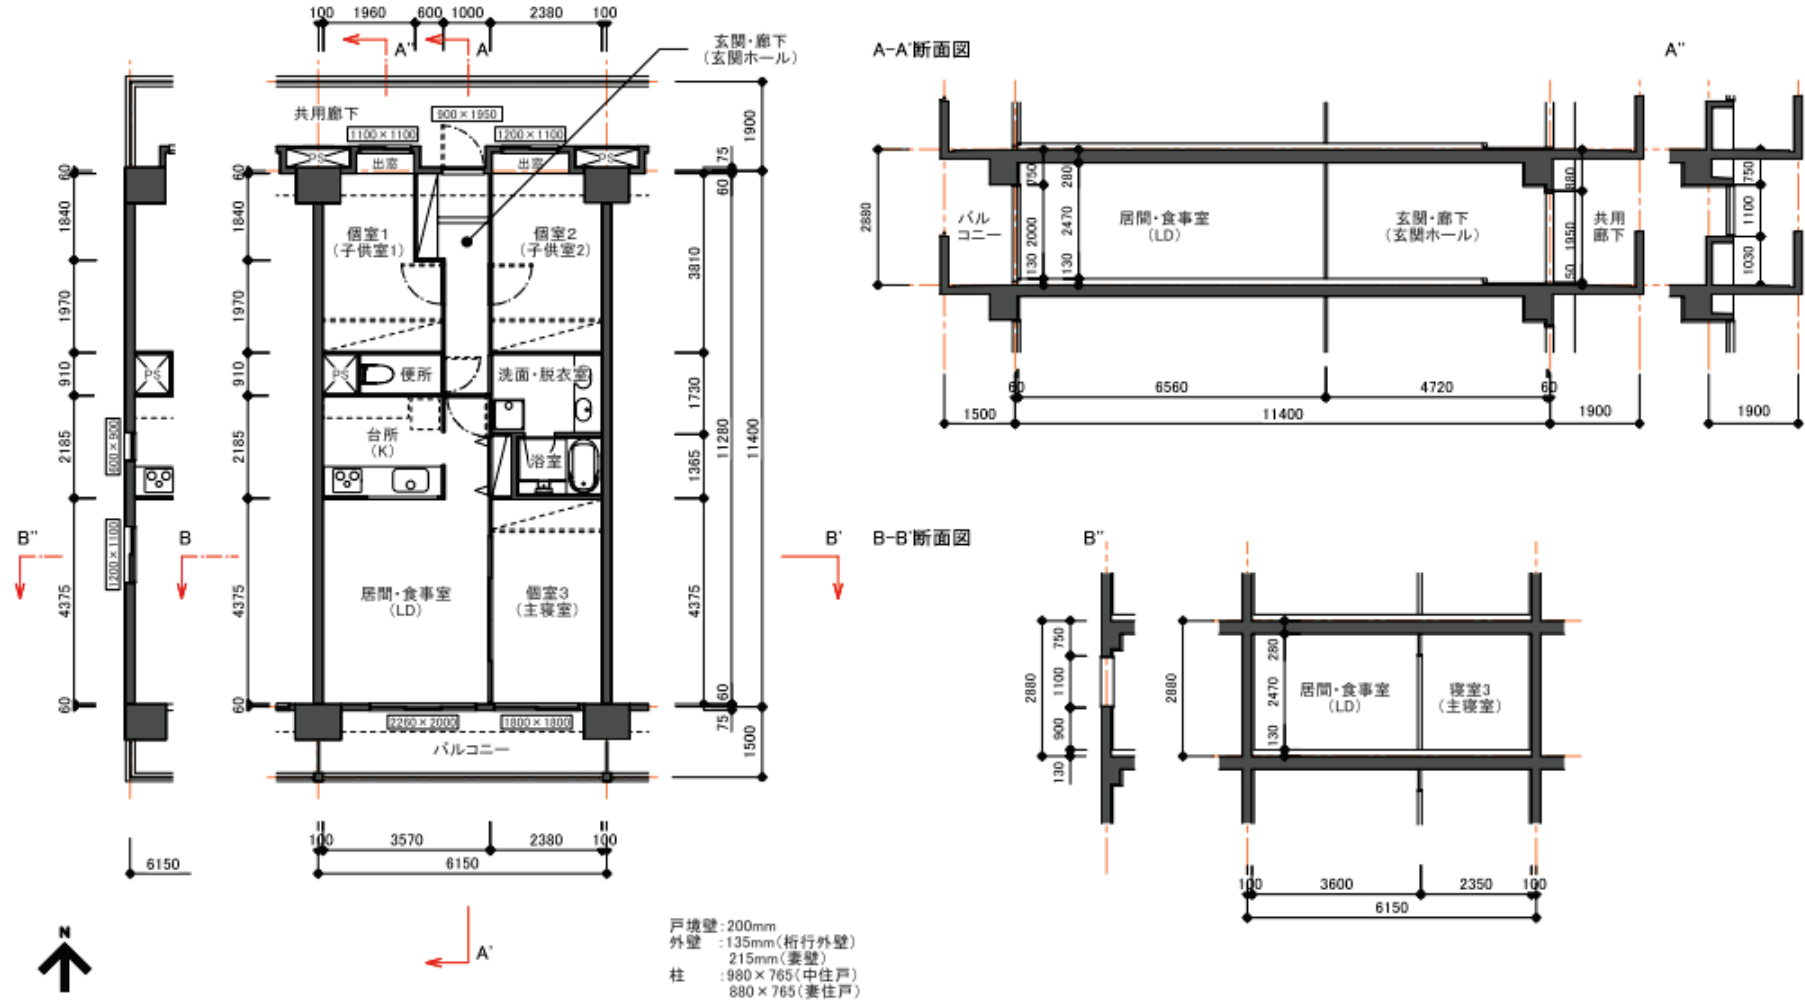 100 1960 600 1000 2380 100
A" A
玄関・廊下
(玄関ホール)
共用廊下
900×1950
1100×1100
1200×1100
PS 出窓 出窓 PS
個室1
(子供室1)
個室2
(子供室2)
PS 便所 洗面・脱衣室
台所
(K)
浴室
居間・食事室
(LD)
個室3
(主寝室)
2260×2000
1800×1800
バルコニー
60 1840 1970 910 2185 4375 60
PS
600×900
1200×1100
60 1840 1970 910 2185 4375 60
1900
75
60
3810
1730
1365
4375
60
75
11280
11400
1500
B" B B'
6150
100 3570 2380 100
6150
N
A'
戸境壁:200mm
外壁 :135mm(桁行外壁)
215mm(妻壁)
柱 :980×765(中住戸)
880×765(妻住戸)
A-A'断面図
A"
2880
バル
コニー
750 2000 130
280 2470 130
居間・食事室
(LD)
玄関・廊下
(玄関ホール)
880 1950 50
共用
廊下
750 1100 1030
60 6560 4720 60
1500 11400 1900
1900
B-B'断面図
B"
2880
750 1100 900 130
2880
280 2470 130
居間・食事室
(LD)
寝室3
(主寝室)
100 3600 2350 100
6150